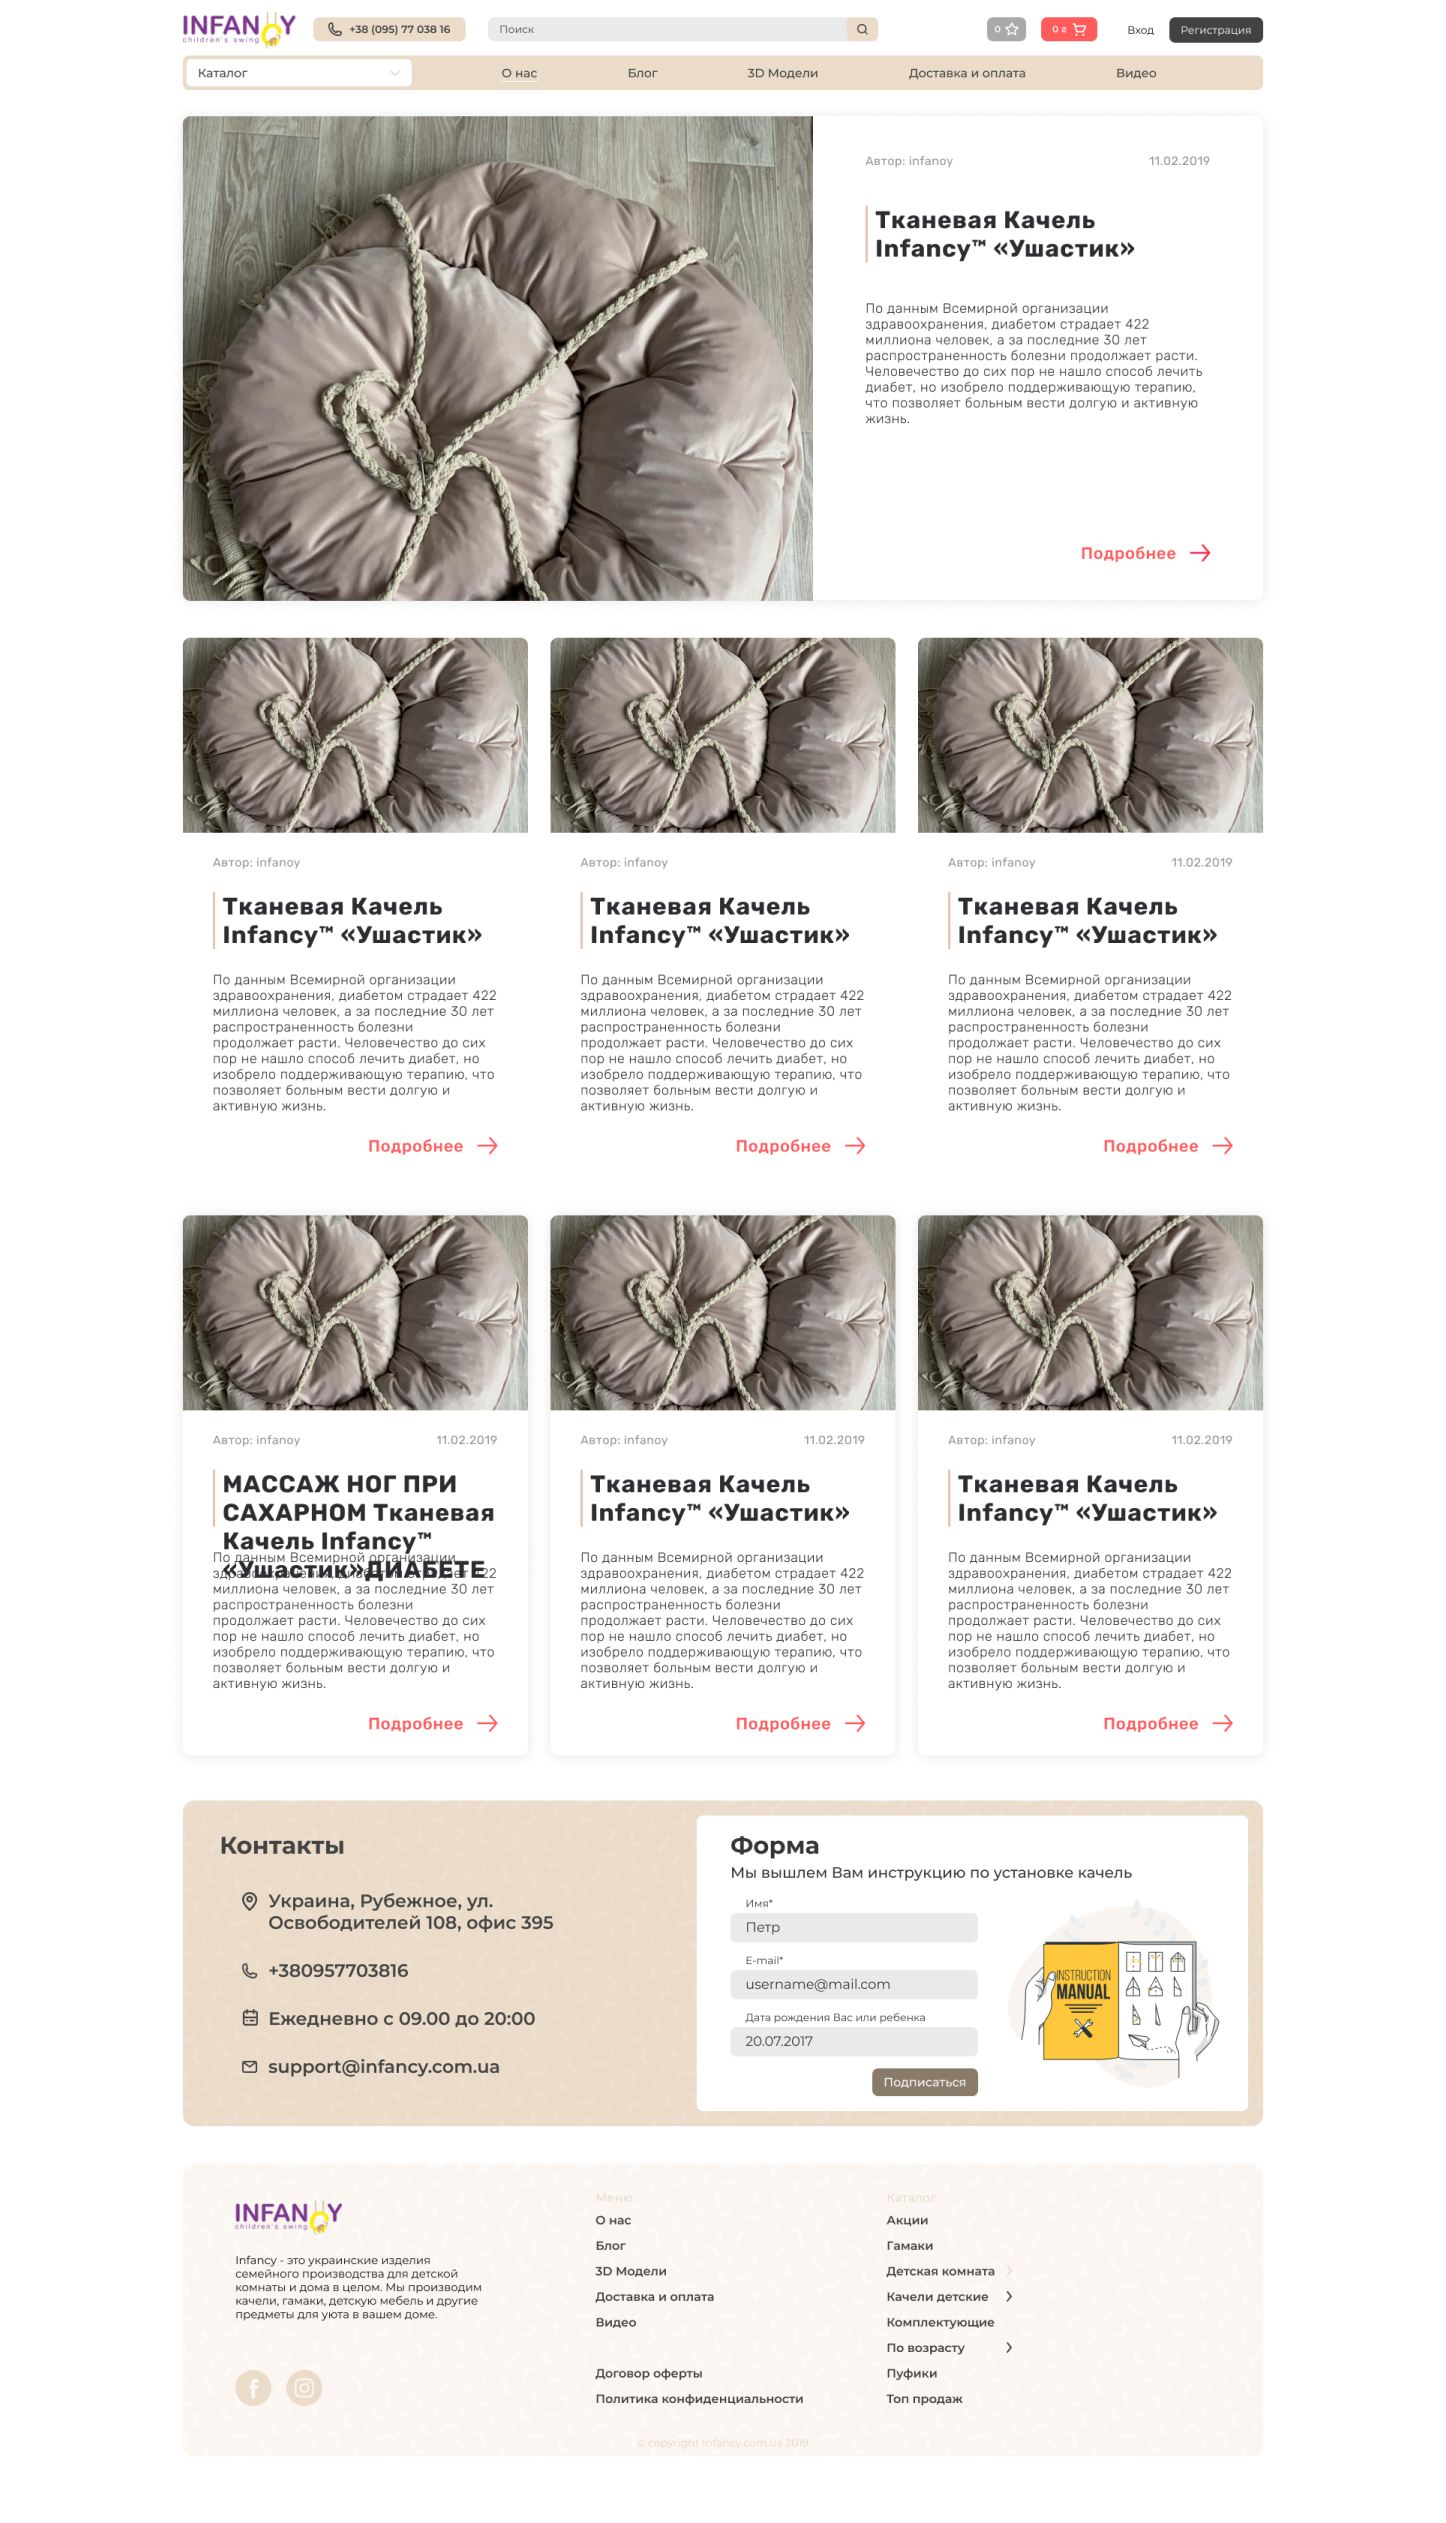 INFANCY
children's swing
+38 (095) 77 038 16
Поиск
0
0 ₴
Вход
Регистрация
Каталог
О нас
Блог
3D Модели
Доставка и оплата
Видео
Автор: infanoy
11.02.2019
Тканевая Качель
Infancy™ «Ушастик»
По данным Всемирной организации
здравоохранения, диабетом страдает 422
миллиона человек, а за последние 30 лет
распространенность болезни продолжает расти.
Человечество до сих пор не нашло способ лечить
диабет, но изобрело поддерживающую терапию,
что позволяет больным вести долгую и активную
жизнь.
Подробнее
Автор: infanoy
Тканевая Качель
Infancy™ «Ушастик»
По данным Всемирной организации
здравоохранения, диабетом страдает 422
миллиона человек, а за последние 30 лет
распространенность болезни
продолжает расти. Человечество до сих
пор не нашло способ лечить диабет, но
изобрело поддерживающую терапию, что
позволяет больным вести долгую и
активную жизнь.
Подробнее
Автор: infanoy
Тканевая Качель
Infancy™ «Ушастик»
По данным Всемирной организации
здравоохранения, диабетом страдает 422
миллиона человек, а за последние 30 лет
распространенность болезни
продолжает расти. Человечество до сих
пор не нашло способ лечить диабет, но
изобрело поддерживающую терапию, что
позволяет больным вести долгую и
активную жизнь.
Подробнее
Автор: infanoy
11.02.2019
Тканевая Качель
Infancy™ «Ушастик»
По данным Всемирной организации
здравоохранения, диабетом страдает 422
миллиона человек, а за последние 30 лет
распространенность болезни
продолжает расти. Человечество до сих
пор не нашло способ лечить диабет, но
изобрело поддерживающую терапию, что
позволяет больным вести долгую и
активную жизнь.
Подробнее
Автор: infanoy
11.02.2019
МАССАЖ НОГ ПРИ
САХАРНОМ Тканевая
Качель Infancy™
«Ушастик»ДИАБЕТЕ
По данным Всемирной организации
здравоохранения, диабетом страдает 422
миллиона человек, а за последние 30 лет
распространенность болезни
продолжает расти. Человечество до сих
пор не нашло способ лечить диабет, но
изобрело поддерживающую терапию, что
позволяет больным вести долгую и
активную жизнь.
Подробнее
Автор: infanoy
11.02.2019
Тканевая Качель
Infancy™ «Ушастик»
По данным Всемирной организации
здравоохранения, диабетом страдает 422
миллиона человек, а за последние 30 лет
распространенность болезни
продолжает расти. Человечество до сих
пор не нашло способ лечить диабет, но
изобрело поддерживающую терапию, что
позволяет больным вести долгую и
активную жизнь.
Подробнее
Автор: infanoy
11.02.2019
Тканевая Качель
Infancy™ «Ушастик»
По данным Всемирной организации
здравоохранения, диабетом страдает 422
миллиона человек, а за последние 30 лет
распространенность болезни
продолжает расти. Человечество до сих
пор не нашло способ лечить диабет, но
изобрело поддерживающую терапию, что
позволяет больным вести долгую и
активную жизнь.
Подробнее
Контакты
Украина, Рубежное, ул.
Освободителей 108, офис 395
+380957703816
Ежедневно с 09.00 до 20:00
support@infancy.com.ua
Форма
Мы вышлем Вам инструкцию по установке качель
Имя*
Петр
E-mail*
username@mail.com
Дата рождения Вас или ребенка
20.07.2017
Подписаться
INSTRUCTION
MANUAL
INFANCY
children's swing
Infancy - это украинские изделия
семейного производства для детской
комнаты и дома в целом. Мы производим
качели, гамаки, детскую мебель и другие
предметы для уюта в вашем доме.
Меню
О нас
Блог
3D Модели
Доставка и оплата
Видео
Договор оферты
Политика конфиденциальности
Каталог
Акции
Гамаки
Детская комната
Качели детские
Комплектующие
По возрасту
Пуфики
Топ продаж
© copyright Infancy.com.ua 2019